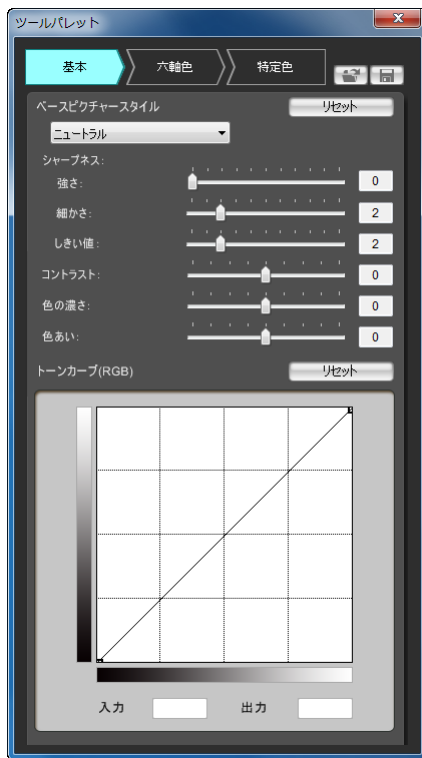 ツールパレット
基本 六軸色 特定色
ベースピクチャースタイル リセット
ニュートラル
シャープネス:
強さ: 0
細かさ: 2
しきい値: 2
コントラスト: 0
色の濃さ: 0
色あい: 0
トーンカーブ(RGB) リセット
入力 出力